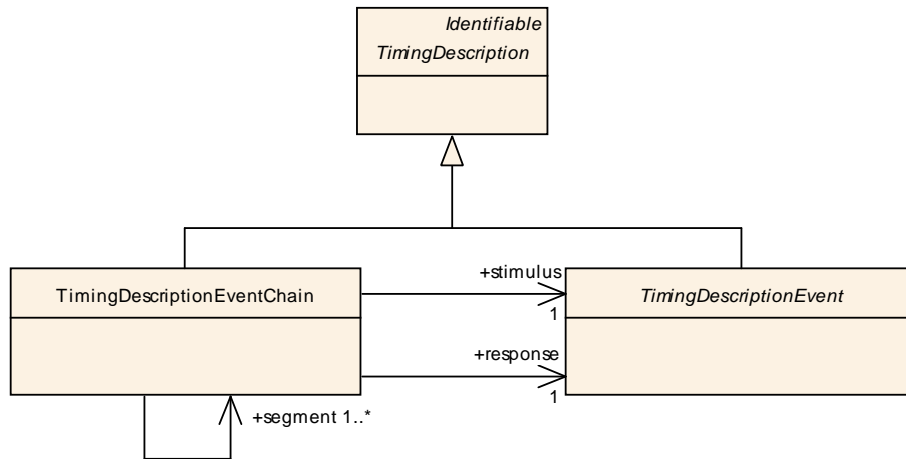 Identifiable
TimingDescription
TimingDescriptionEventChain
+stimulus
1
TimingDescriptionEvent
+response
1
+segment 1..*